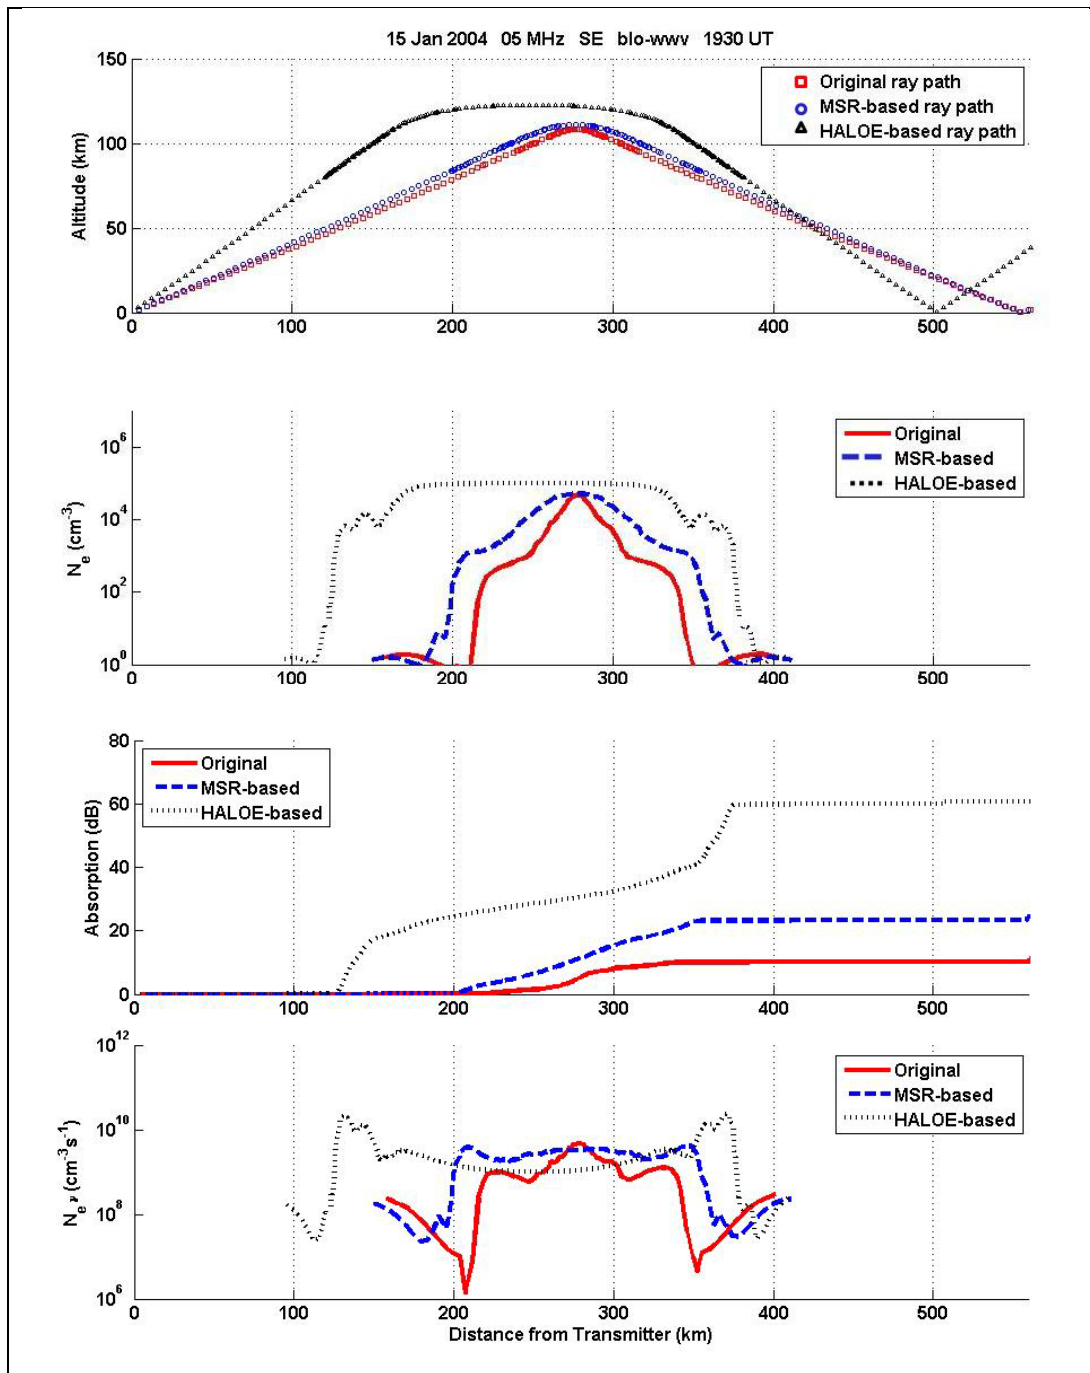 15 Jan 2004 05 MHz SE blo-wwv 1930 UT
Altitude (km)
150
100
50
0
Original ray path
MSR-based ray path
HALOE-based ray path
0 100 200 300 400 500
N_e (cm^-3)
10^6
10^4
10^2
10^0
Original
MSR-based
HALOE-based
0 100 200 300 400 500
Absorption (dB)
80
60
40
20
0
Original
MSR-based
HALOE-based
0 100 200 300 400 500
N_e ν (cm^-3 s^-1)
10^12
10^10
10^8
10^6
Original
MSR-based
HALOE-based
0 100 200 300 400 500
Distance from Transmitter (km)